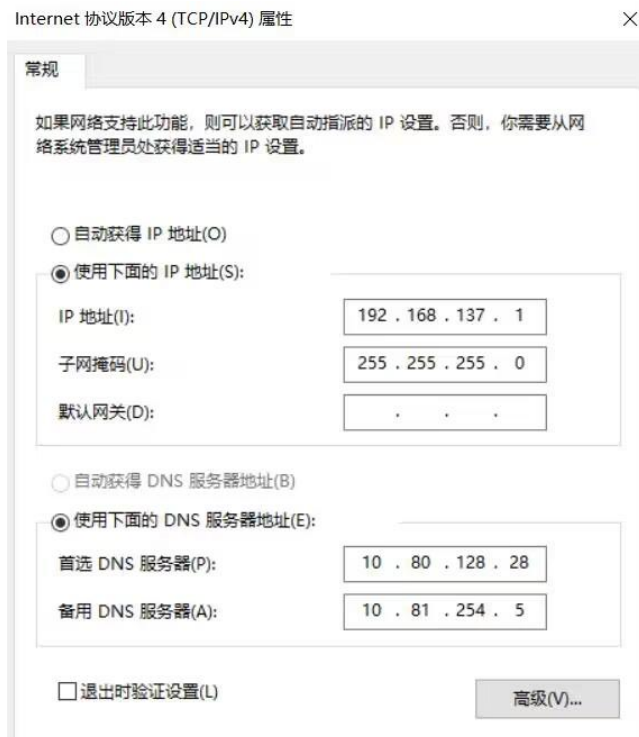 Internet 协议版本 4 (TCP/IPv4) 属性
常规
如果网络支持此功能，则可以获取自动指派的 IP 设置。否则，你需要从网
络系统管理员处获得适当的 IP 设置。
自动获得 IP 地址(O)
使用下面的 IP 地址(S):
IP 地址(I): 192 . 168 . 137 . 1
子网掩码(U): 255 . 255 . 255 . 0
默认网关(D): . . .
自动获得 DNS 服务器地址(B)
使用下面的 DNS 服务器地址(E):
首选 DNS 服务器(P): 10 . 80 . 128 . 28
备用 DNS 服务器(A): 10 . 81 . 254 . 5
退出时验证设置(L)
高级(V)...